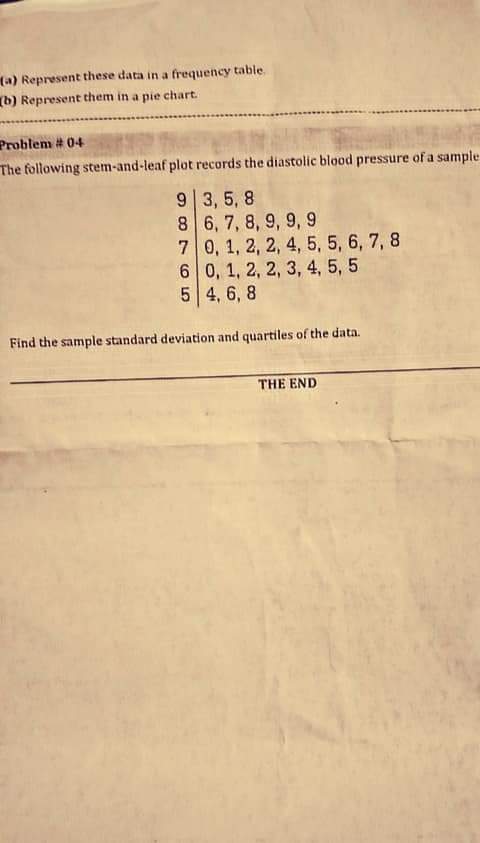 (a) Represent these data in a frequency table.
(b) Represent them in a pie chart.
Problem # 04
The following stem-and-leaf plot records the diastolic blood pressure of a sample
9 | 3, 5, 8
8 | 6, 7, 8, 9, 9, 9
7 | 0, 1, 2, 2, 4, 5, 5, 6, 7, 8
6 | 0, 1, 2, 2, 3, 4, 5, 5
5 | 4, 6, 8
Find the sample standard deviation and quartiles of the data.
THE END